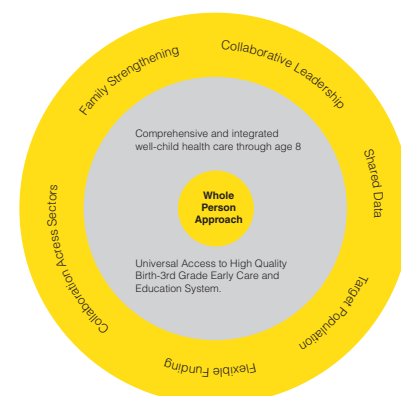 Family Strengthening
Collaborative Leadership
Shared Data
Target Population
Flexible Funding
Collaboration Across Sectors
Comprehensive and integrated
well-child health care through age 8
Whole
Person
Approach
Universal Access to High Quality
Birth-3rd Grade Early Care and
Education System.